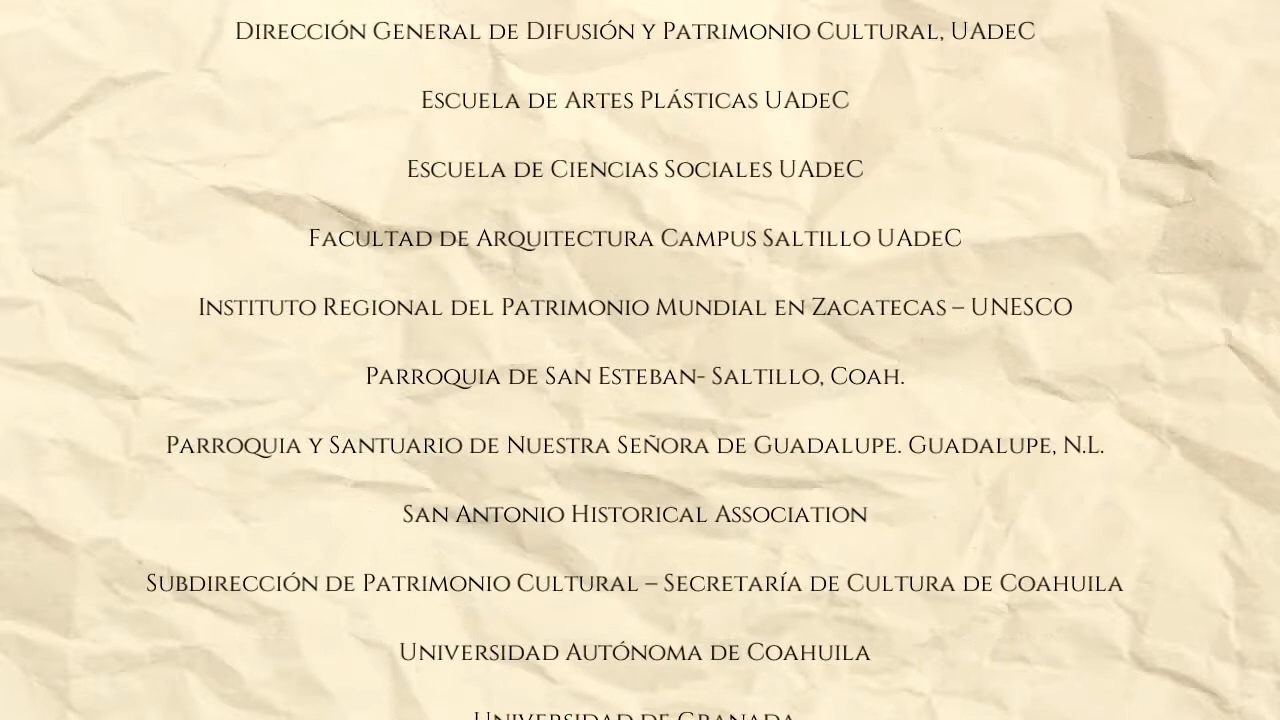 Dirección General de Difusión y Patrimonio Cultural, UAdeC
Escuela de Artes Plásticas UAdeC
Escuela de Ciencias Sociales UAdeC
Facultad de Arquitectura Campus Saltillo UAdeC
Instituto Regional del Patrimonio Mundial en Zacatecas – UNESCO
Parroquia de San Esteban- Saltillo, Coah.
Parroquia y Santuario de Nuestra Señora de Guadalupe. Guadalupe, N.L.
San Antonio Historical Association
Subdirección de Patrimonio Cultural – Secretaría de Cultura de Coahuila
Universidad Autónoma de Coahuila
Universidad de Granada